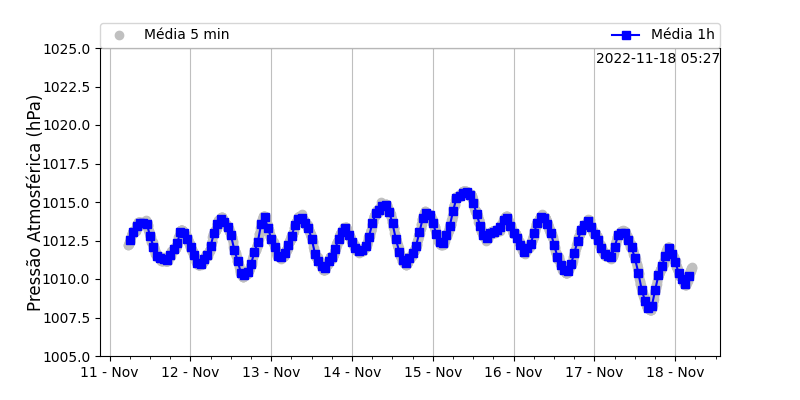 Média 5 min
Média 1h
2022-11-18 05:27
Pressão Atmosférica (hPa)
1025.0
1022.5
1020.0
1017.5
1015.0
1012.5
1010.0
1007.5
1005.0
11 - Nov
12 - Nov
13 - Nov
14 - Nov
15 - Nov
16 - Nov
17 - Nov
18 - Nov